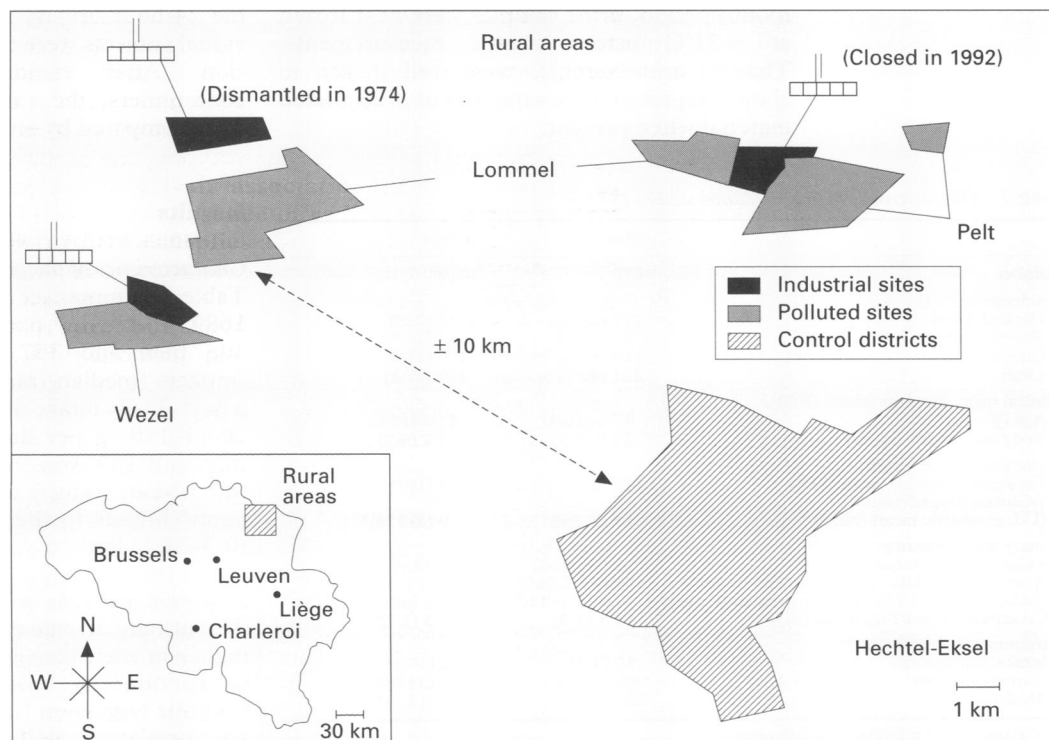 Rural areas
(Closed in 1992)
(Dismantled in 1974)
Lommel
Pelt
Industrial sites
Polluted sites
Control districts
± 10 km
Wezel
Rural
areas
Brussels
Leuven
Liège
Charleroi
N
W E
S
30 km
Hechtel-Eksel
1 km